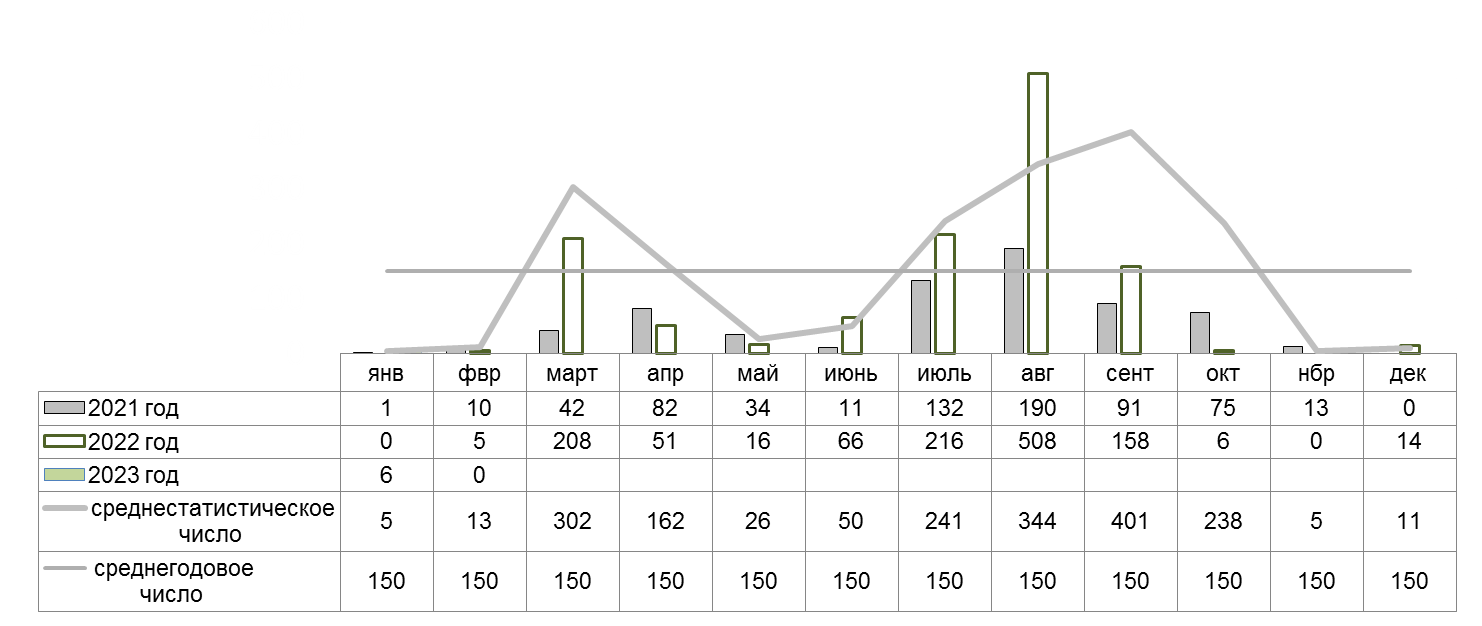 янв фвр март апр май июнь июль авг сент окт нбр дек
2021 год 1 10 42 82 34 11 132 190 91 75 13 0
2022 год 0 5 208 51 16 66 216 508 158 6 0 14
2023 год 6 0
среднестатистическое
число 5 13 302 162 26 50 241 344 401 238 5 11
среднегодовое
число 150 150 150 150 150 150 150 150 150 150 150 150